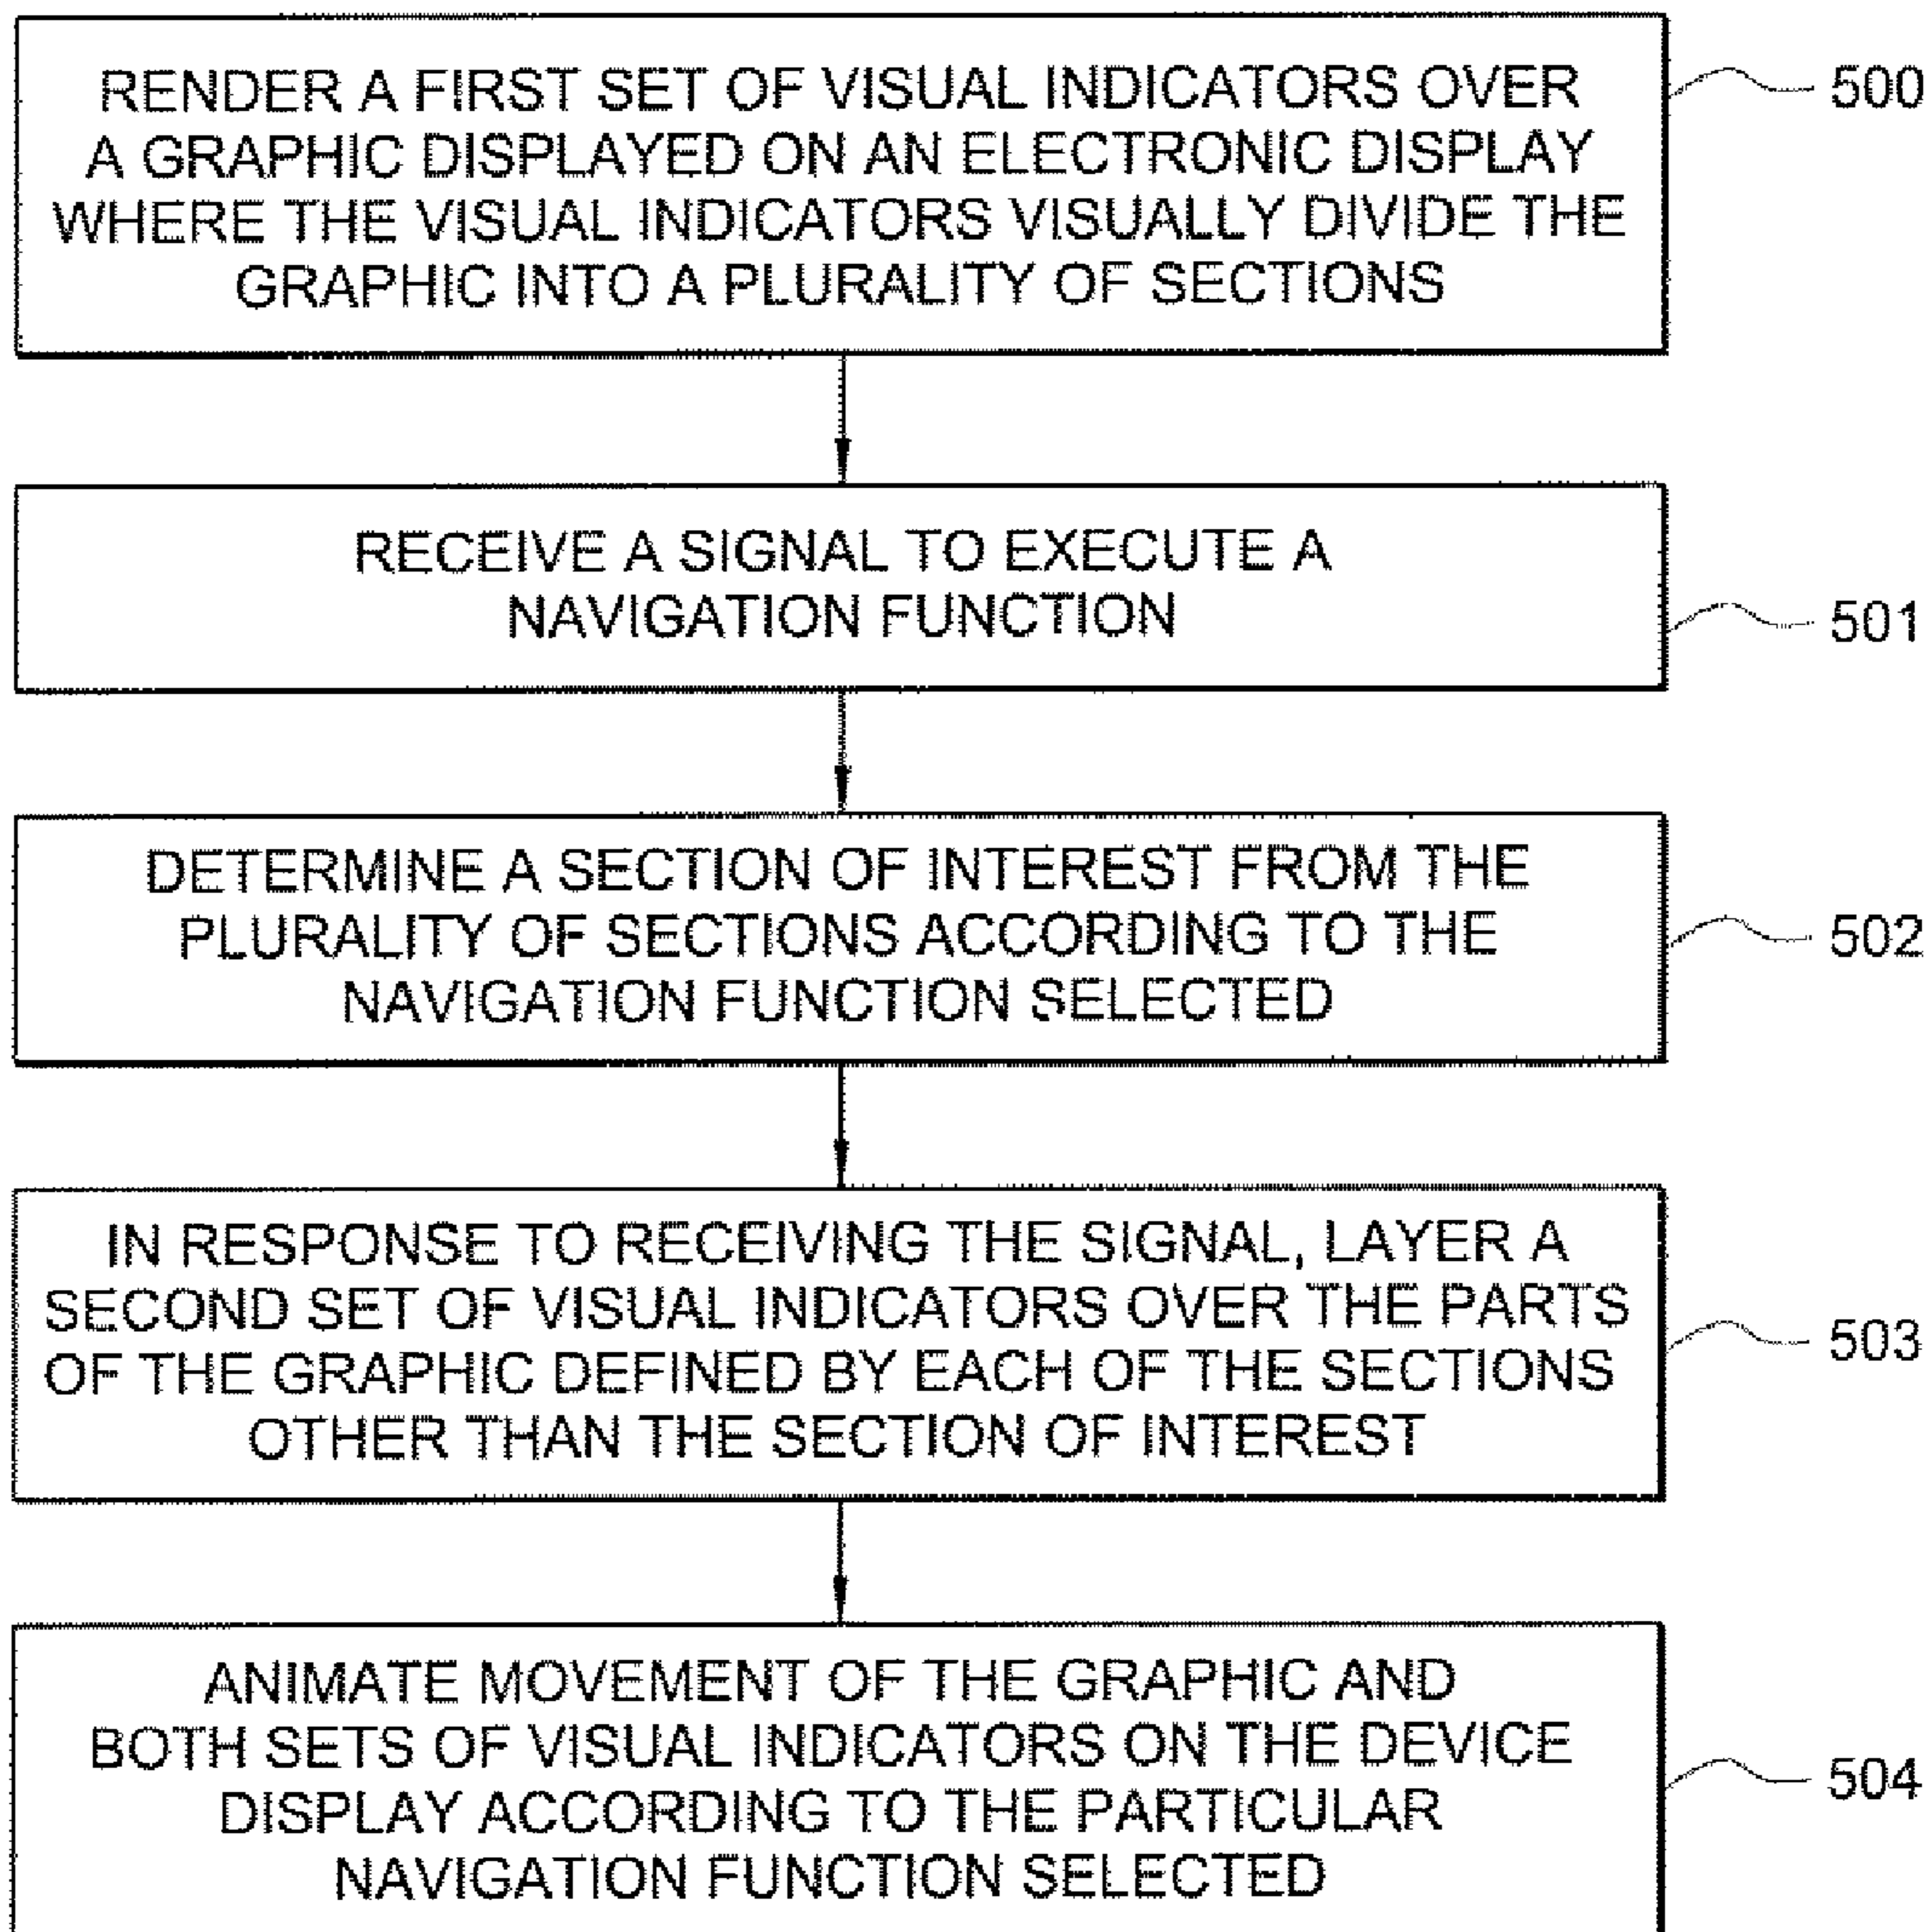 RENDER A FIRST SET OF VISUAL INDICATORS OVER
A GRAPHIC DISPLAYED ON AN ELECTRONIC DISPLAY
WHERE THE VISUAL INDICATORS VISUALLY DIVIDE THE
GRAPHIC INTO A PLURALITY OF SECTIONS
500
RECEIVE A SIGNAL TO EXECUTE A
NAVIGATION FUNCTION
501
DETERMINE A SECTION OF INTEREST FROM THE
PLURALITY OF SECTIONS ACCORDING TO THE
NAVIGATION FUNCTION SELECTED
502
IN RESPONSE TO RECEIVING THE SIGNAL, LAYER A
SECOND SET OF VISUAL INDICATORS OVER THE PARTS
OF THE GRAPHIC DEFINED BY EACH OF THE SECTIONS
OTHER THAN THE SECTION OF INTEREST
503
ANIMATE MOVEMENT OF THE GRAPHIC AND
BOTH SETS OF VISUAL INDICATORS ON THE DEVICE
DISPLAY ACCORDING TO THE PARTICULAR
NAVIGATION FUNCTION SELECTED
504